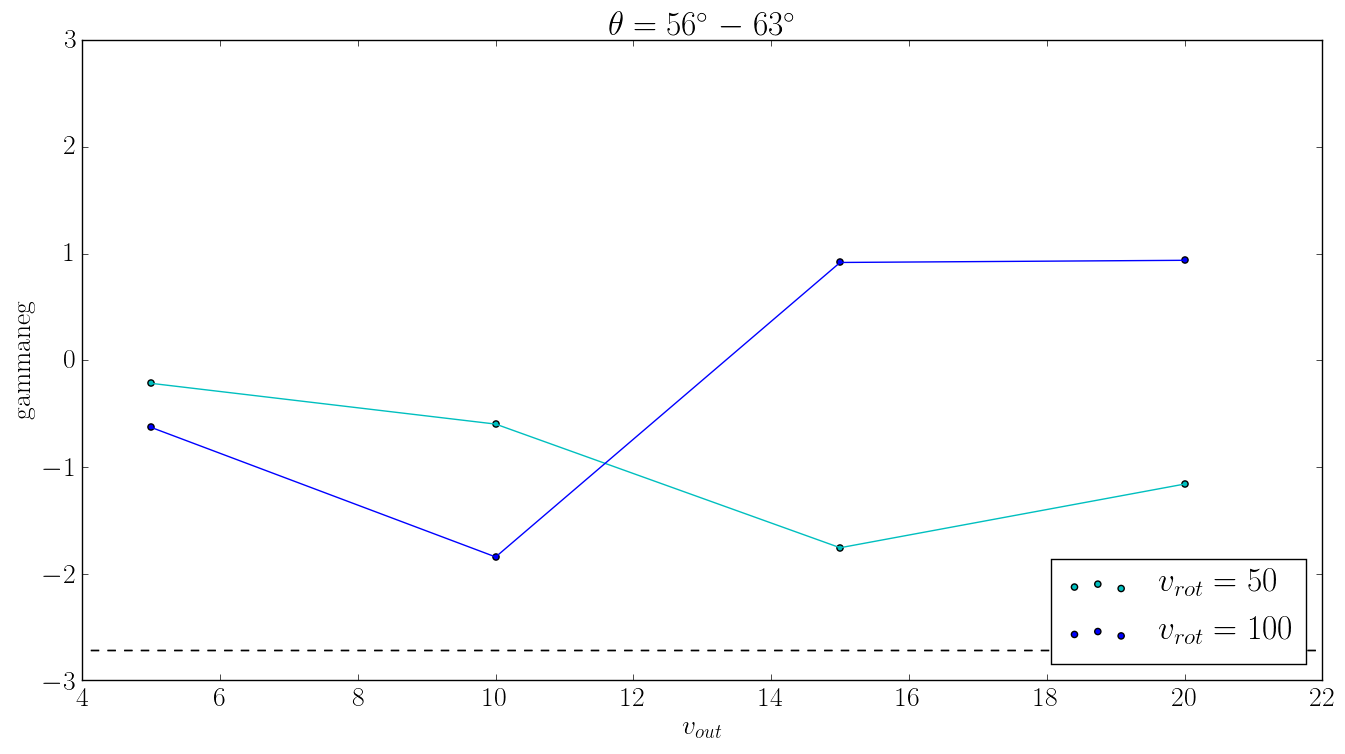 θ = 56° − 63°
3
2
1
0
−1
−2
−3
gammaneg
4 6 8 10 12 14 16 18 20 22
v_out
v_rot = 50
v_rot = 100